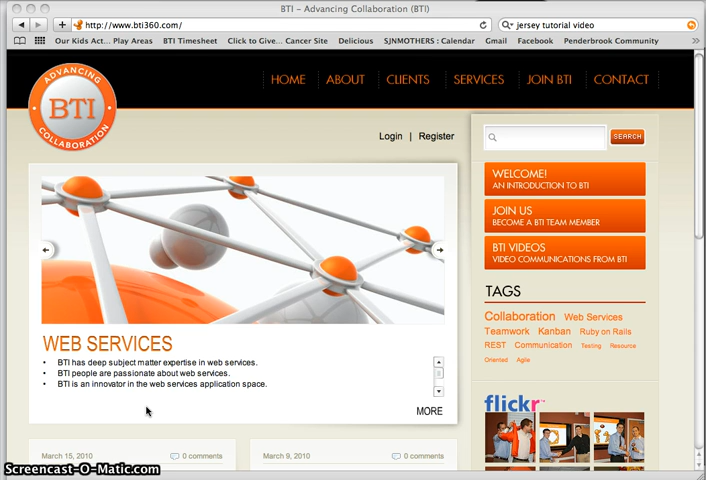 BTI – Advancing Collaboration (BTI)
http://www.bti360.com/
jersey tutorial video
Our Kids Act... Play Areas
BTI Timesheet
Click to Give... Cancer Site
Delicious
SJNMOTHERS : Calendar
Gmail
Facebook
Penderbrook Community
ADVANCING
BTI
COLLABORATION
HOME
ABOUT
CLIENTS
SERVICES
JOIN BTI
CONTACT
Login | Register
SEARCH
WELCOME!
AN INTRODUCTION TO BTI
JOIN US
BECOME A BTI TEAM MEMBER
BTI VIDEOS
VIDEO COMMUNICATIONS FROM BTI
WEB SERVICES
• BTI has deep subject matter expertise in web services.
• BTI people are passionate about web services.
• BTI is an innovator in the web services application space.
MORE
TAGS
Collaboration Web Services
Teamwork Kanban Ruby on Rails
REST Communication Testing Resource
Oriented Agile
flickr
March 15, 2010
0 comments
March 9, 2010
0 comments
Screencast-O-Matic.com